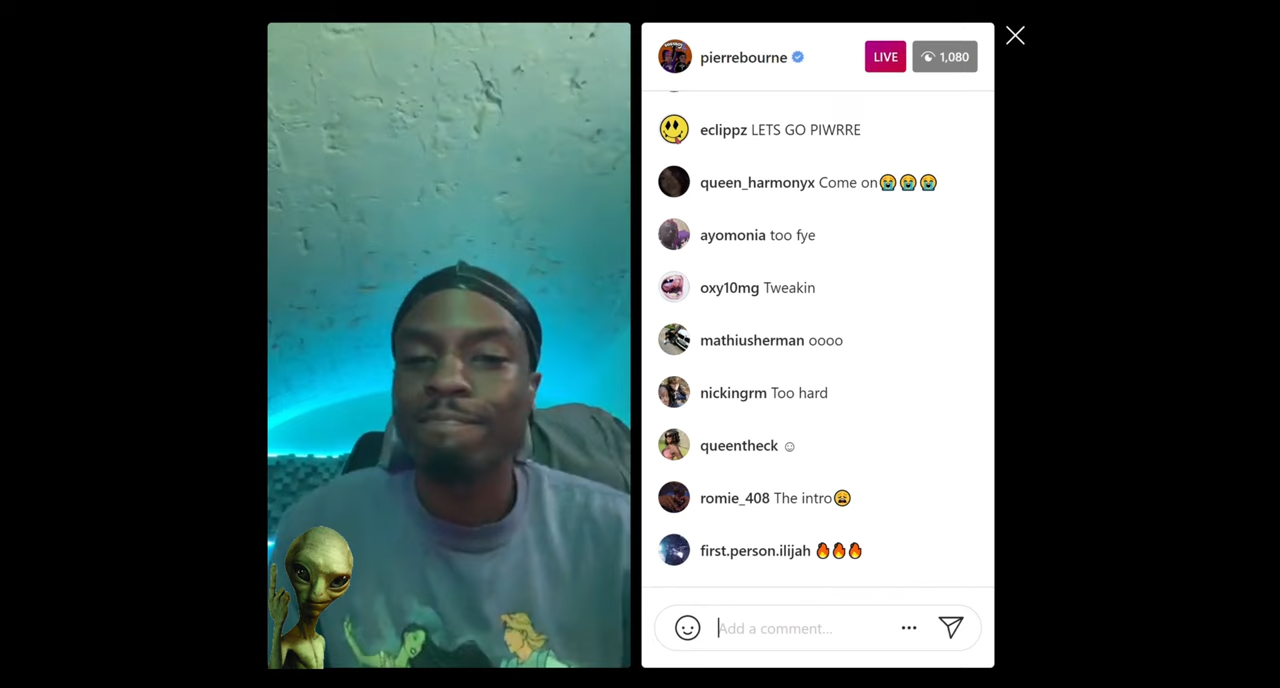 pierrebourne
LIVE
1,080
eclippz LETS GO PIWRRE
queen_harmonyx Come on😭😭😭
ayomonia too fye
oxy10mg Tweakin
mathiusherman oooo
nickingrm Too hard
queentheck ☺
romie_408 The intro😩
first.person.ilijah 🔥🔥🔥
Add a comment...